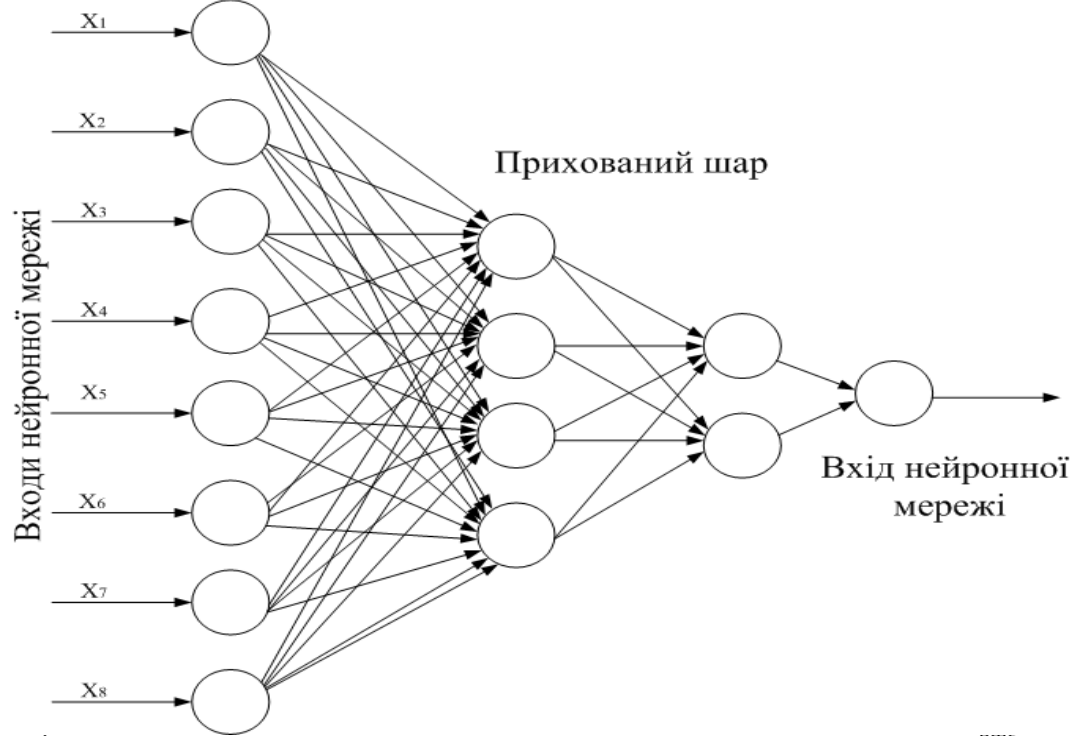 X₁
X₂
Прихований шар
X₃
Входи нейронної мережі
X₄
X₅
Вхід нейронної
мережі
X₆
X₇
X₈